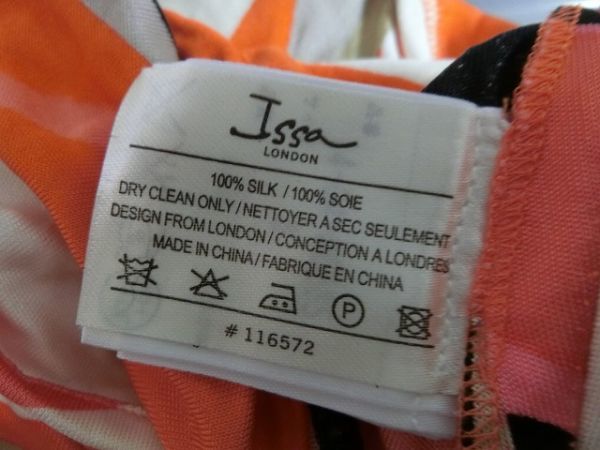 Issa
LONDON
100% SILK / 100% SOIE
DRY CLEAN ONLY / NETTOYER A SEC SEULEMENT
DESIGN FROM LONDON / CONCEPTION A LONDRES
MADE IN CHINA / FABRIQUE EN CHINA
P
# 116572